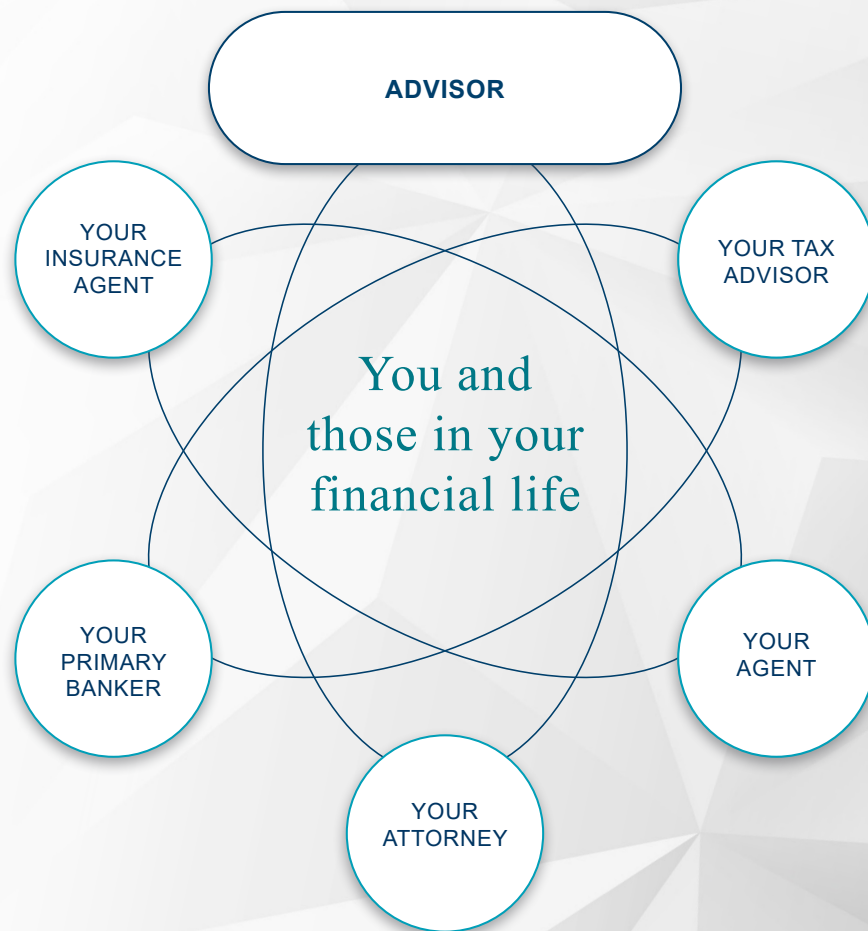 ADVISOR
YOUR
INSURANCE
AGENT
YOUR TAX
ADVISOR
You and
those in your
financial life
YOUR
PRIMARY
BANKER
YOUR
AGENT
YOUR
ATTORNEY